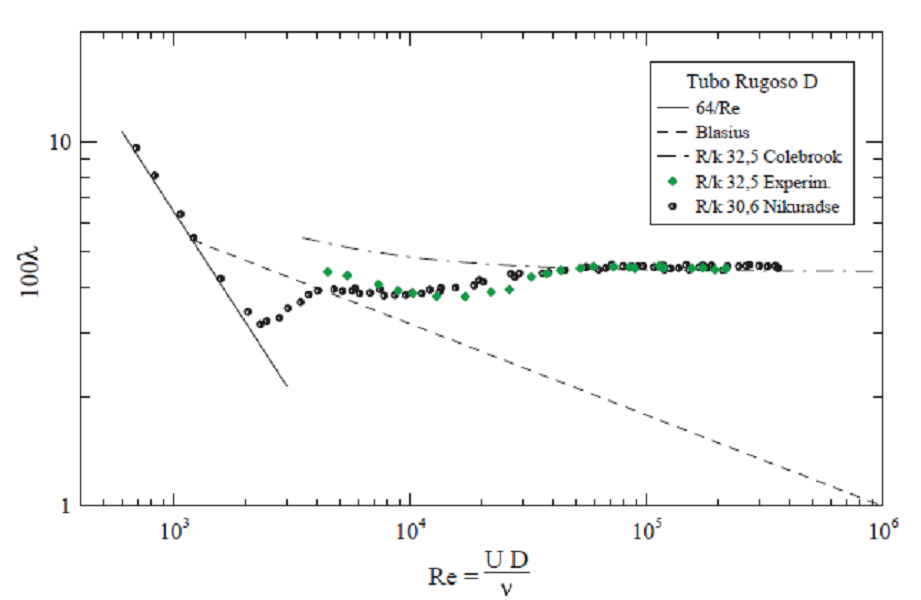 Tubo Rugoso D
64/Re
Blasius
R/k 32,5 Colebrook
R/k 32,5 Experim.
R/k 30,6 Nikuradse
10
100λ
1
10³
10⁴
10⁵
10⁶
Re = U D / ν